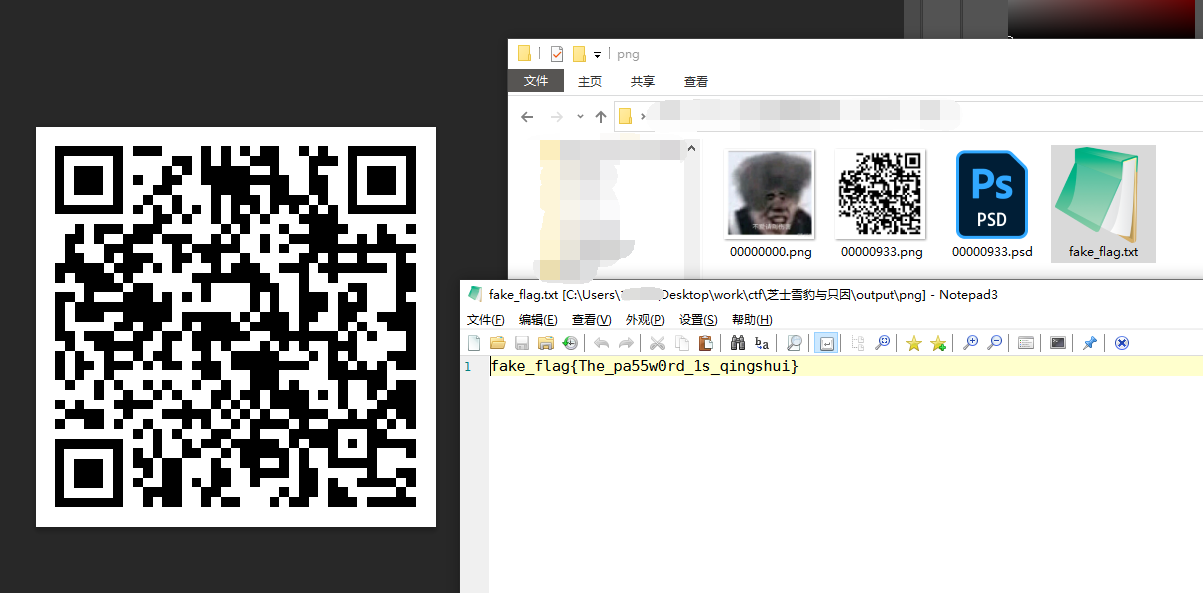 png
文件 主页 共享 查看
Ps
PSD
00000000.png 00000933.png 00000933.psd fake_flag.txt
fake_flag.txt [C:\Users\ Desktop\work\ctf\芝士雪豹与只因\output\png] - Notepad3
文件(F) 编辑(E) 查看(V) 外观(P) 设置(S) 帮助(H)
1 fake_flag{The_pa55w0rd_1s_qingshui}